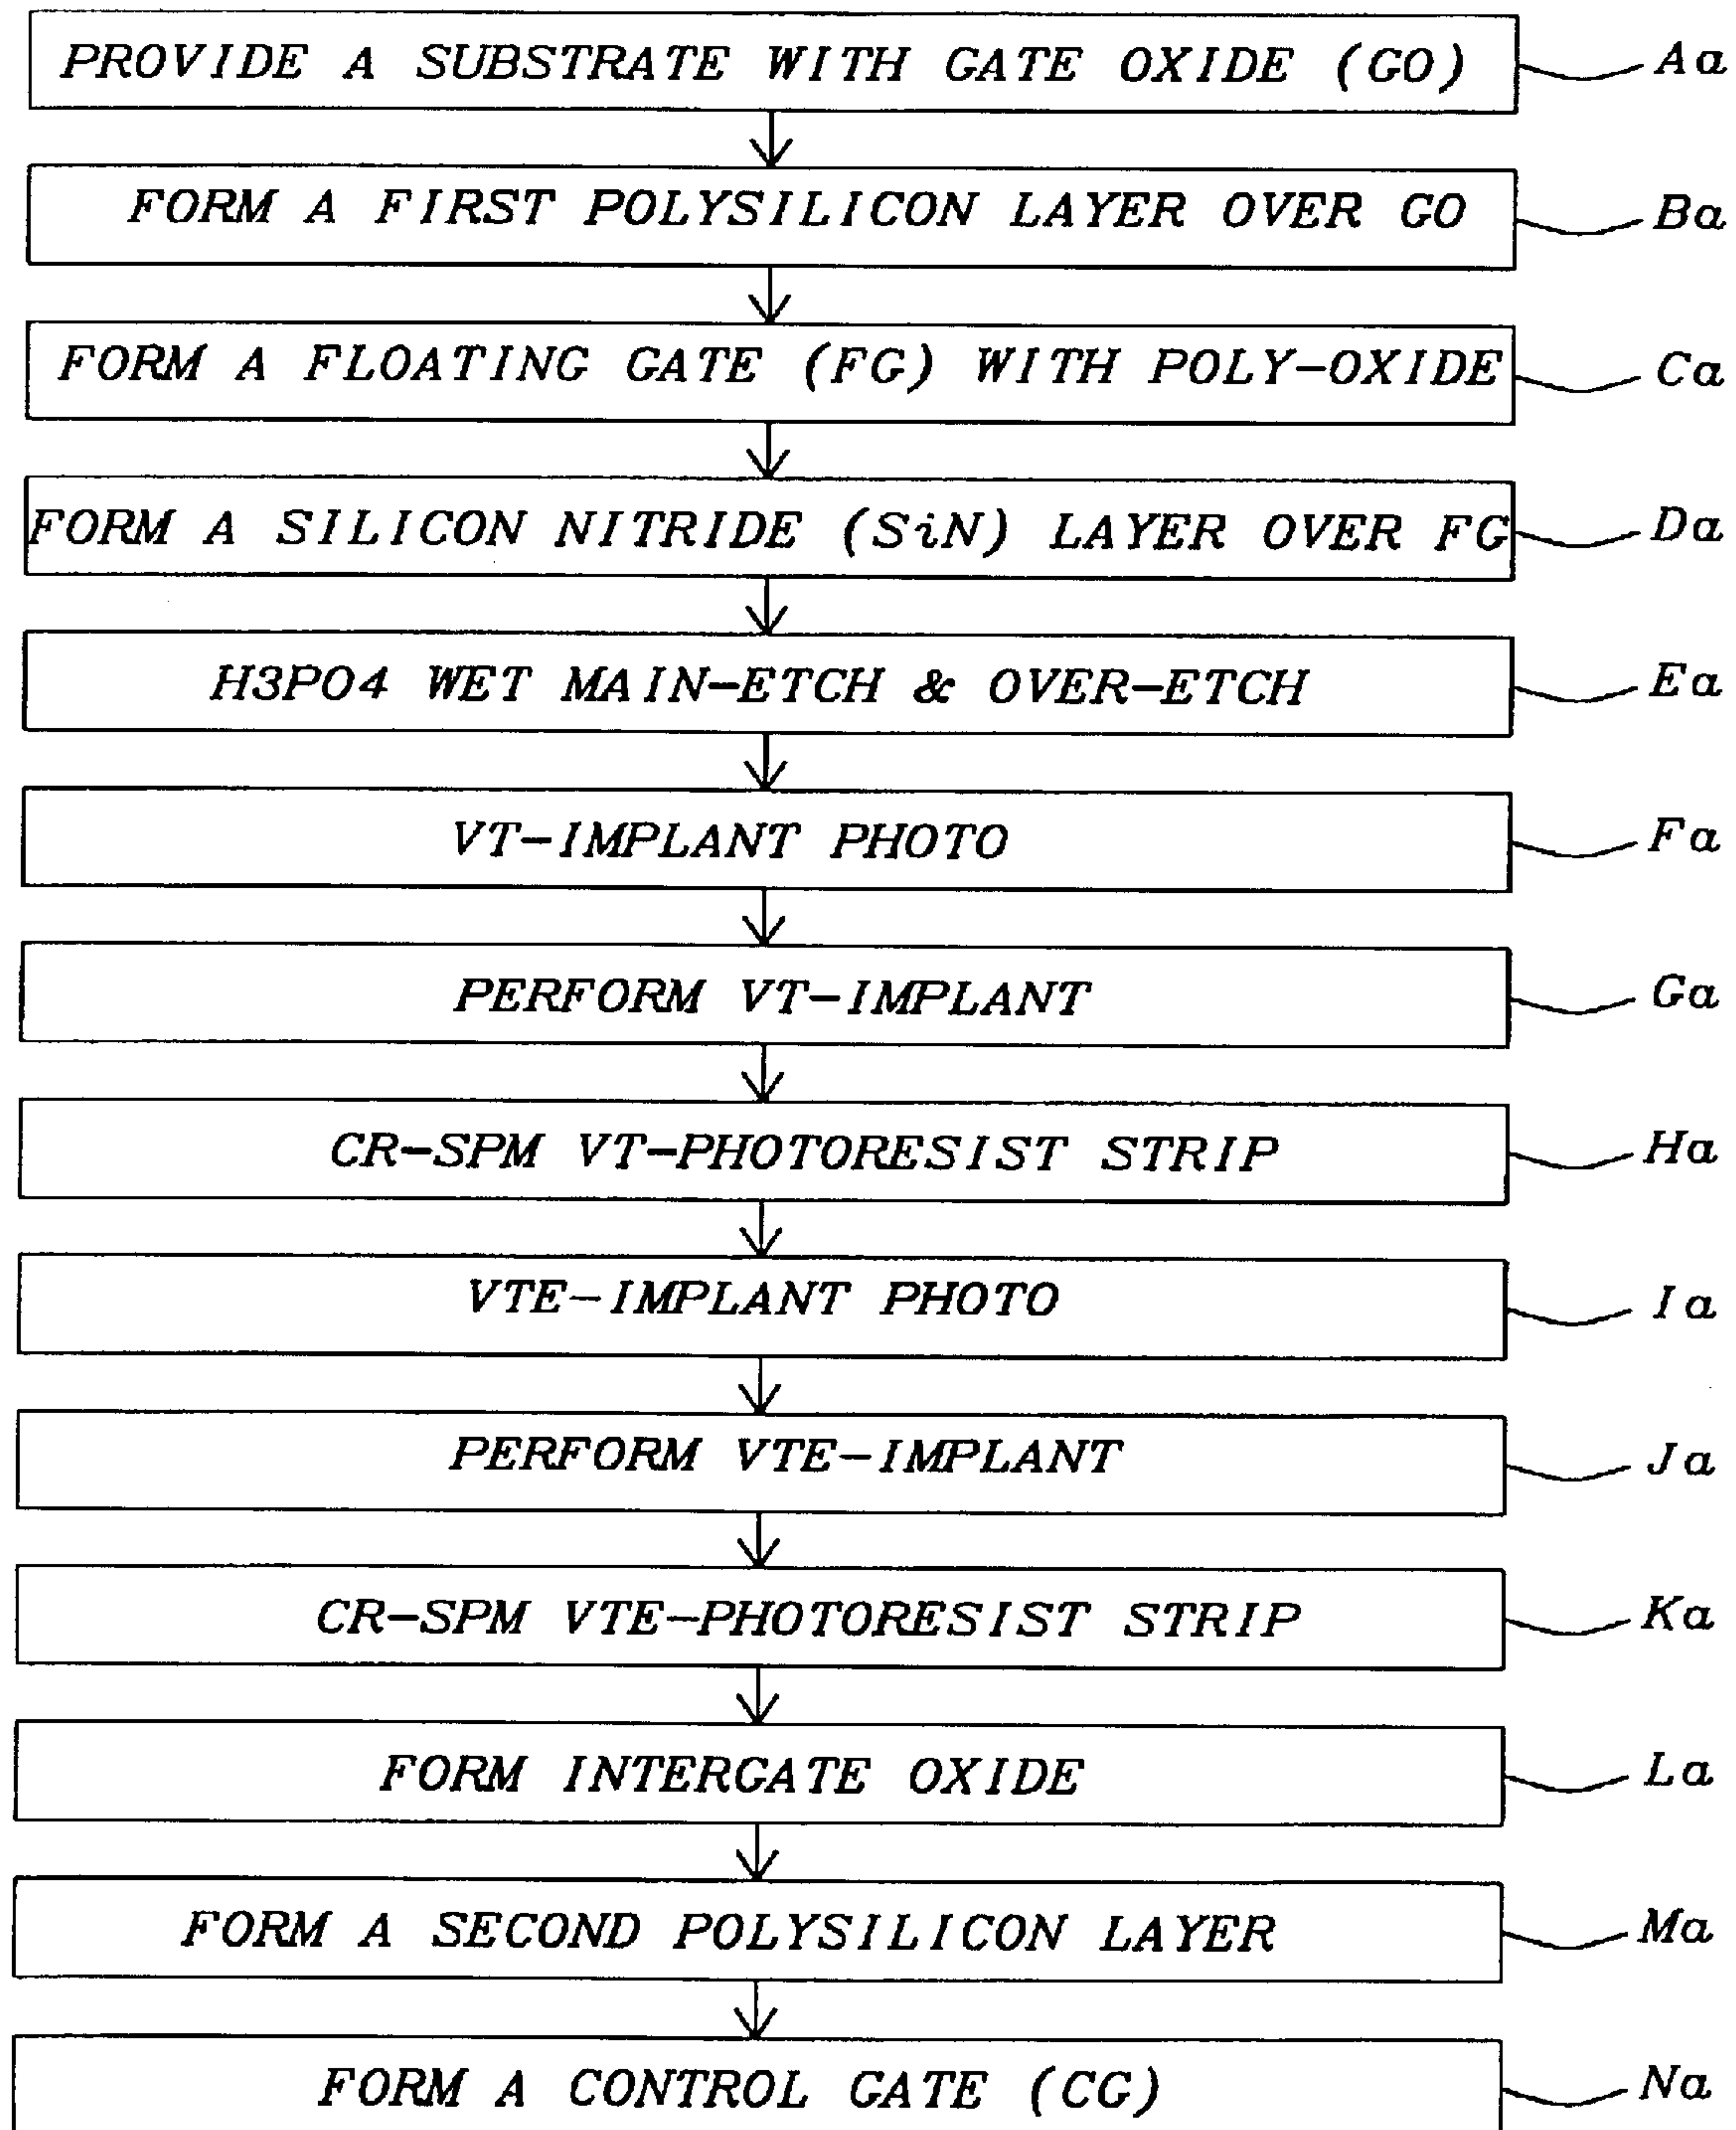 PROVIDE A SUBSTRATE WITH GATE OXIDE (GO) Aa
FORM A FIRST POLYSILICON LAYER OVER GO Ba
FORM A FLOATING GATE (FG) WITH POLY-OXIDE Ca
FORM A SILICON NITRIDE (SiN) LAYER OVER FG Da
H3PO4 WET MAIN-ETCH & OVER-ETCH Ea
VT-IMPLANT PHOTO Fa
PERFORM VT-IMPLANT Ga
CR-SPM VT-PHOTORESIST STRIP Ha
VTE-IMPLANT PHOTO Ia
PERFORM VTE-IMPLANT Ja
CR-SPM VTE-PHOTORESIST STRIP Ka
FORM INTERGATE OXIDE La
FORM A SECOND POLYSILICON LAYER Ma
FORM A CONTROL GATE (CG) Na